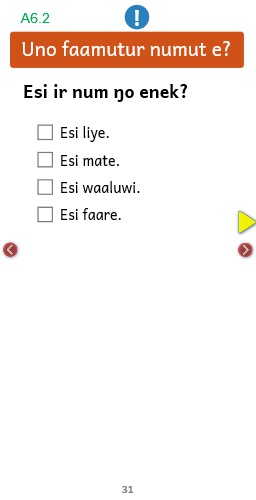 A6.2
!
Uno faamutur numut e?
Esi ir num ŋo enek?
Esi liye.
Esi mate.
Esi waaluwi.
Esi faare.
31